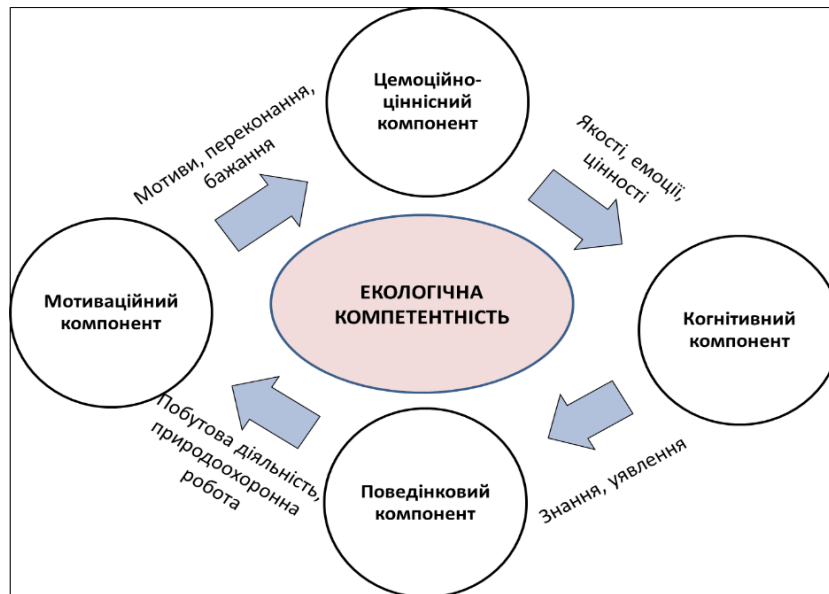 Цемоційно-
ціннісний
компонент
Мотиви, переконання,
бажання
Якості, емоції,
цінності
Мотиваційний
компонент
ЕКОЛОГІЧНА
КОМПЕТЕНТНІСТЬ
Когнітивний
компонент
Побутова діяльність,
природоохоронна
робота
Поведінковий
компонент
Знання, уявлення